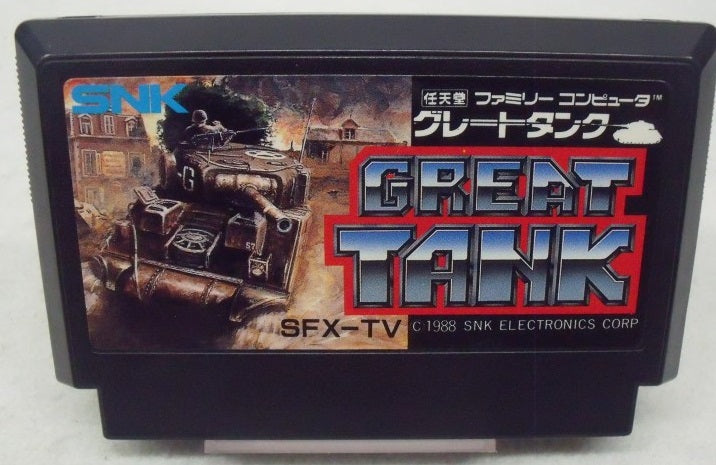 SNK
任天堂 ファミリー コンピュータ™
グレートタンク
GREAT
TANK
G
57
SFX-TV
© 1988 SNK ELECTRONICS CORP